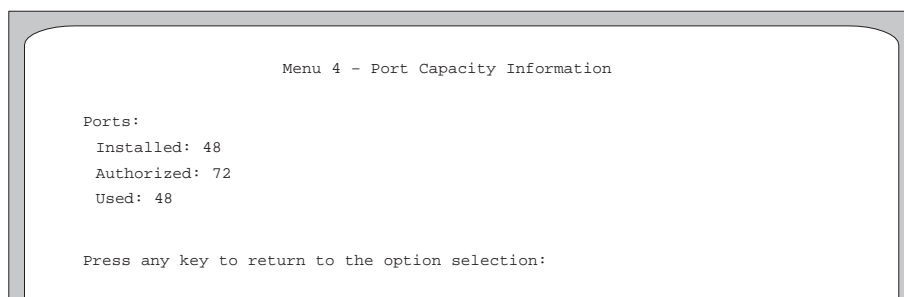 Menu 4 – Port Capacity Information
Ports:
Installed: 48
Authorized: 72
Used: 48
Press any key to return to the option selection: